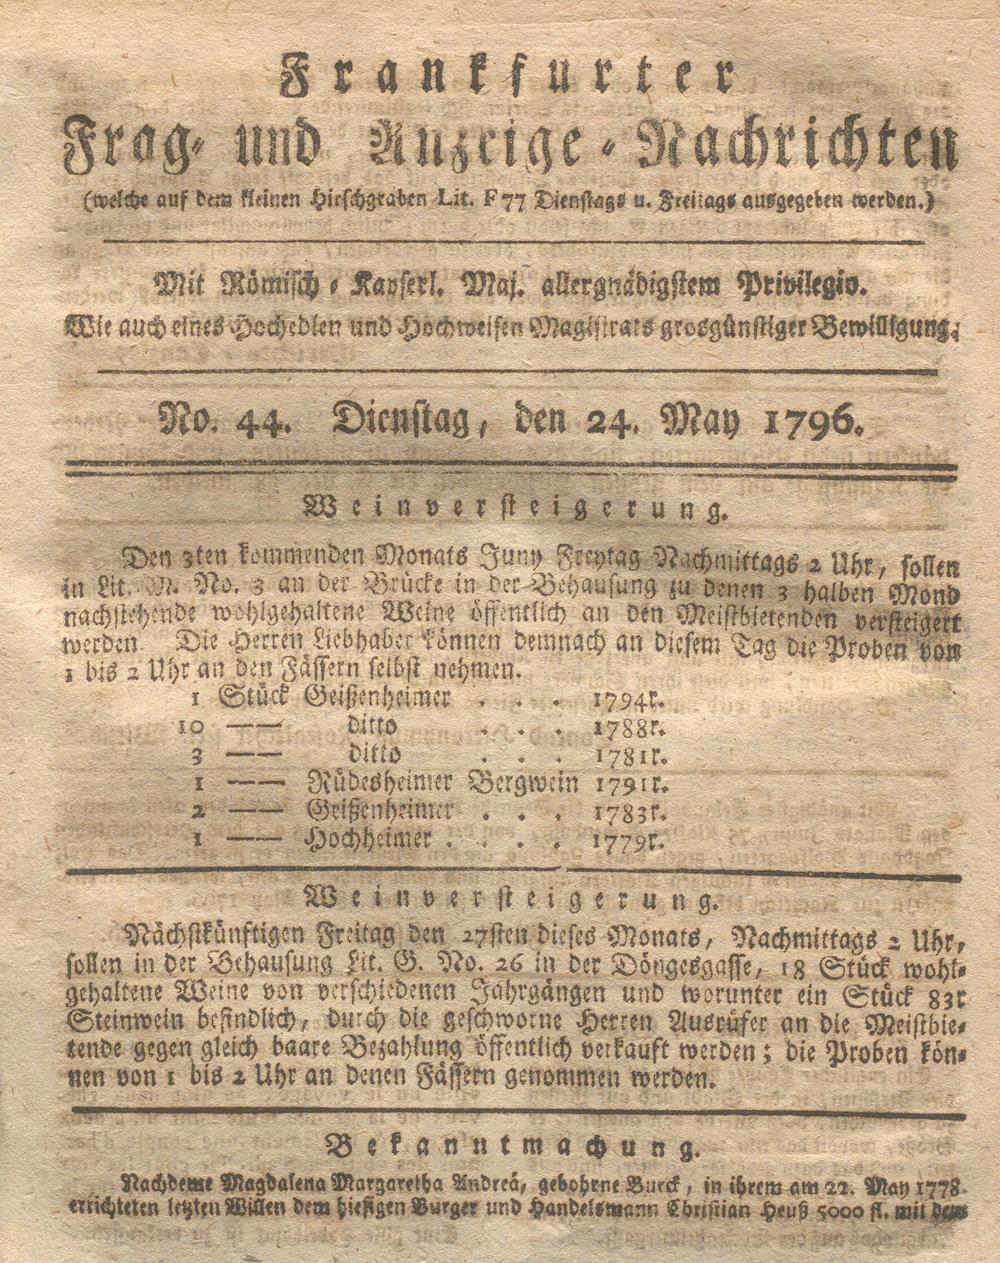 Frankfurter
Frag- und Anzeige-Nachrichten
(welche auf dem kleinen Hirschgraben Lit. F 77 Dienstags u. Freitags ausgegeben werden.)
Mit Römisch-Kayserl. Maj. allergnädigstem Privilegio.
Wie auch eines Hochedlen und Hochweisen Magistrats grosgünstiger Bewilligung.
No. 44. Dienstag, den 24. May 1796.
Weinversteigerung.
Den 3ten kommenden Monats Juny Freytag Nachmittags 2 Uhr, sollen
in Lit. M. No. 3 an der Brücke in der Behausung zu denen 3 halben Mond
nachstehende wohlgehaltene Weine öffentlich an den Meistbietenden versteigert
werden. Die Herren Liebhaber können demnach an diesem Tag die Proben von
1 bis 2 Uhr an den Fässern selbst nehmen.
1 Stück Geißenheimer . . . 1794r.
10 —— ditto . . . 1788r.
3 —— ditto . . . 1781r.
1 —— Rüdesheimer Bergwein 1791r.
2 —— Geißenheimer . . . 1783r.
1 —— Hochheimer . . . . 1779r.
Weinversteigerung.
Nächstkünftigen Freitag den 27sten dieses Monats, Nachmittags 2 Uhr,
sollen in der Behausung Lit. G. No. 26 in der Döngesgasse, 18 Stück wohl-
gehaltene Weine von verschiedenen Jahrgängen und worunter ein Stück 83r
Steinwein befindlich, durch die geschworne Herren Ausrüfer an die Meistbie-
tende gegen gleich baare Bezahlung öffentlich verkauft werden; die Proben kön-
nen von 1 bis 2 Uhr an denen Fässern genommen werden.
Bekanntmachung.
Nachdeme Magdalena Margaretha Andreä, gebohrne Burck, in ihrem am 22. May 1778
errichteten letzten Willen dem hiesigen Burger und Handelsmann Christian Heuß 5000 fl. mit dem